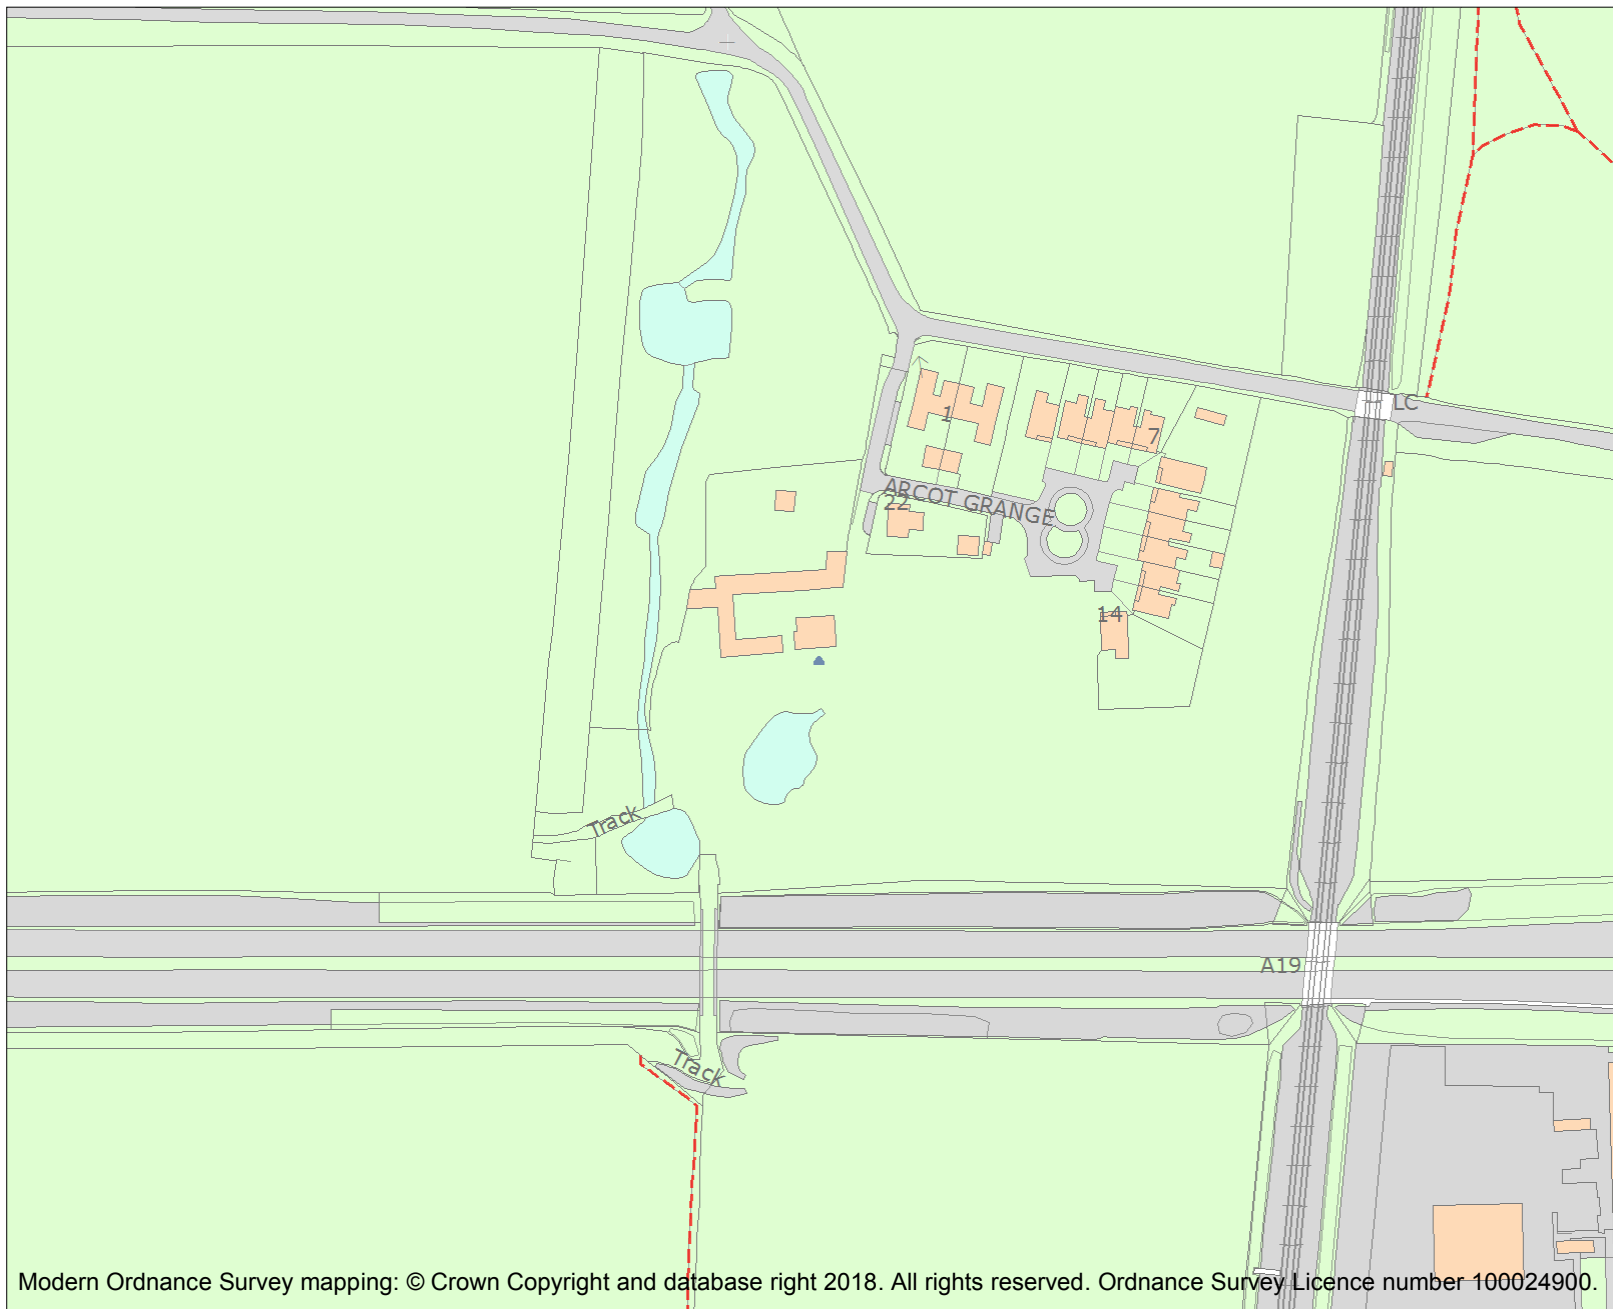 LC
1
7
ARCOT GRANGE
22
14
Track
A19
Track
Modern Ordnance Survey mapping: © Crown Copyright and database right 2018. All rights reserved. Ordnance Survey Licence number 100024900.